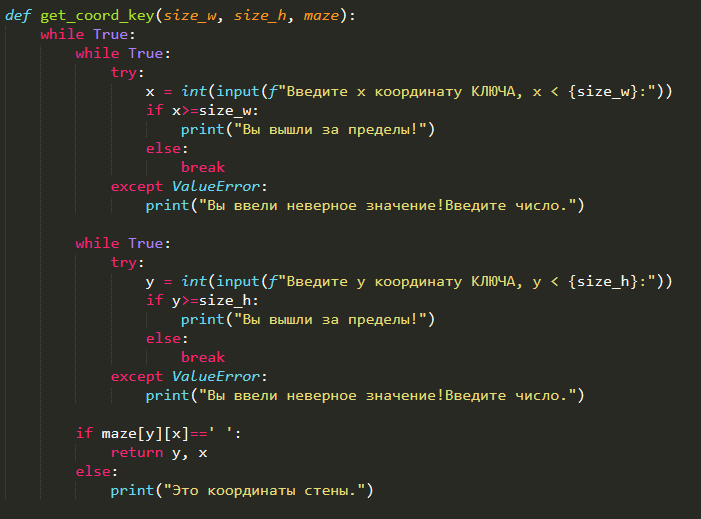 def get_coord_key(size_w, size_h, maze):
    while True:
        while True:
            try:
                x = int(input(f"Введите x координату КЛЮЧА, x < {size_w}:"))
                if x>=size_w:
                    print("Вы вышли за пределы!")
                else:
                    break
            except ValueError:
                print("Вы ввели неверное значение!Введите число.")

        while True:
            try:
                y = int(input(f"Введите y координату КЛЮЧА, y < {size_h}:"))
                if y>=size_h:
                    print("Вы вышли за пределы!")
                else:
                    break
            except ValueError:
                print("Вы ввели неверное значение!Введите число.")

        if maze[y][x]==' ':
            return y, x
        else:
            print("Это координаты стены.")